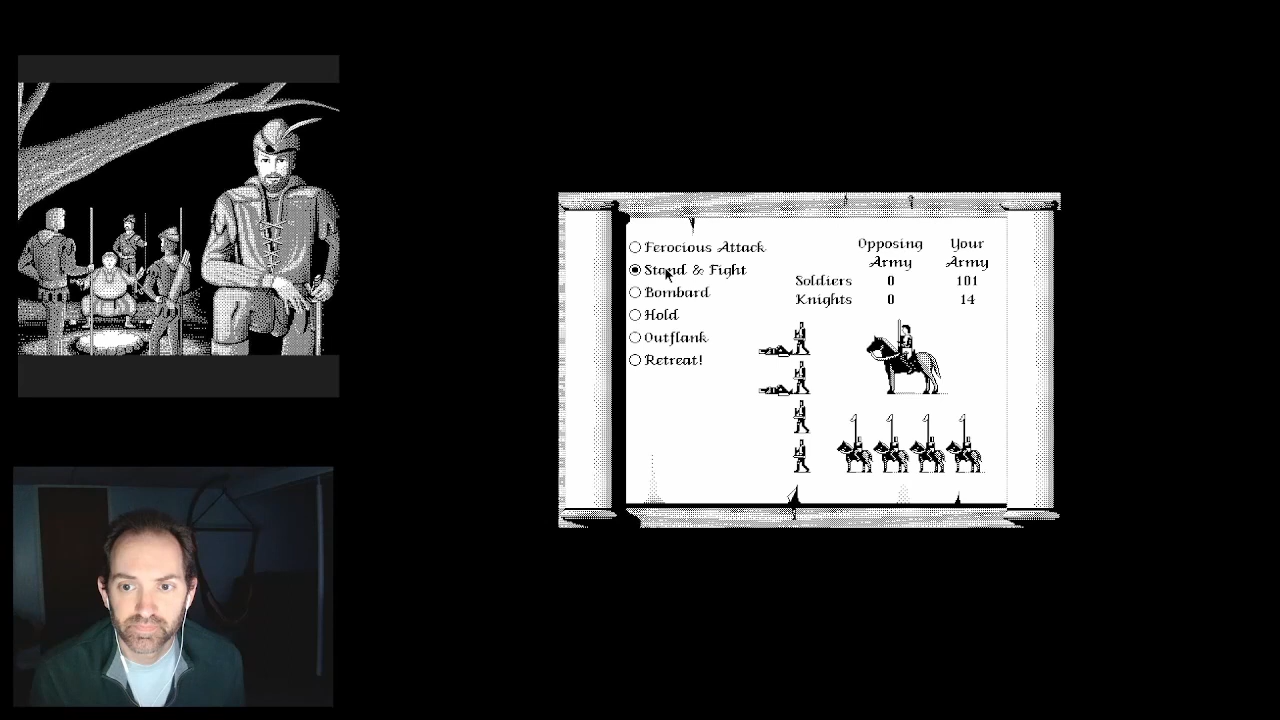 Ferocious Attack
Stand & Fight
Bombard
Hold
Outflank
Retreat!
Opposing Army
Your Army
Soldiers 0 101
Knights 0 14